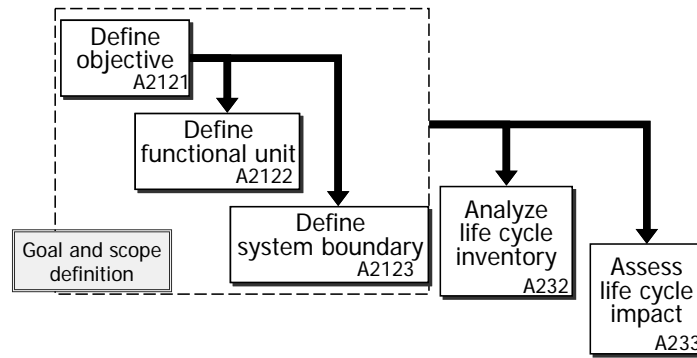 Define
objective
A2121
Define
functional unit
A2122
Define
system boundary
A2123
Goal and scope
definition
Analyze
life cycle
inventory
A232
Assess
life cycle
impact
A233